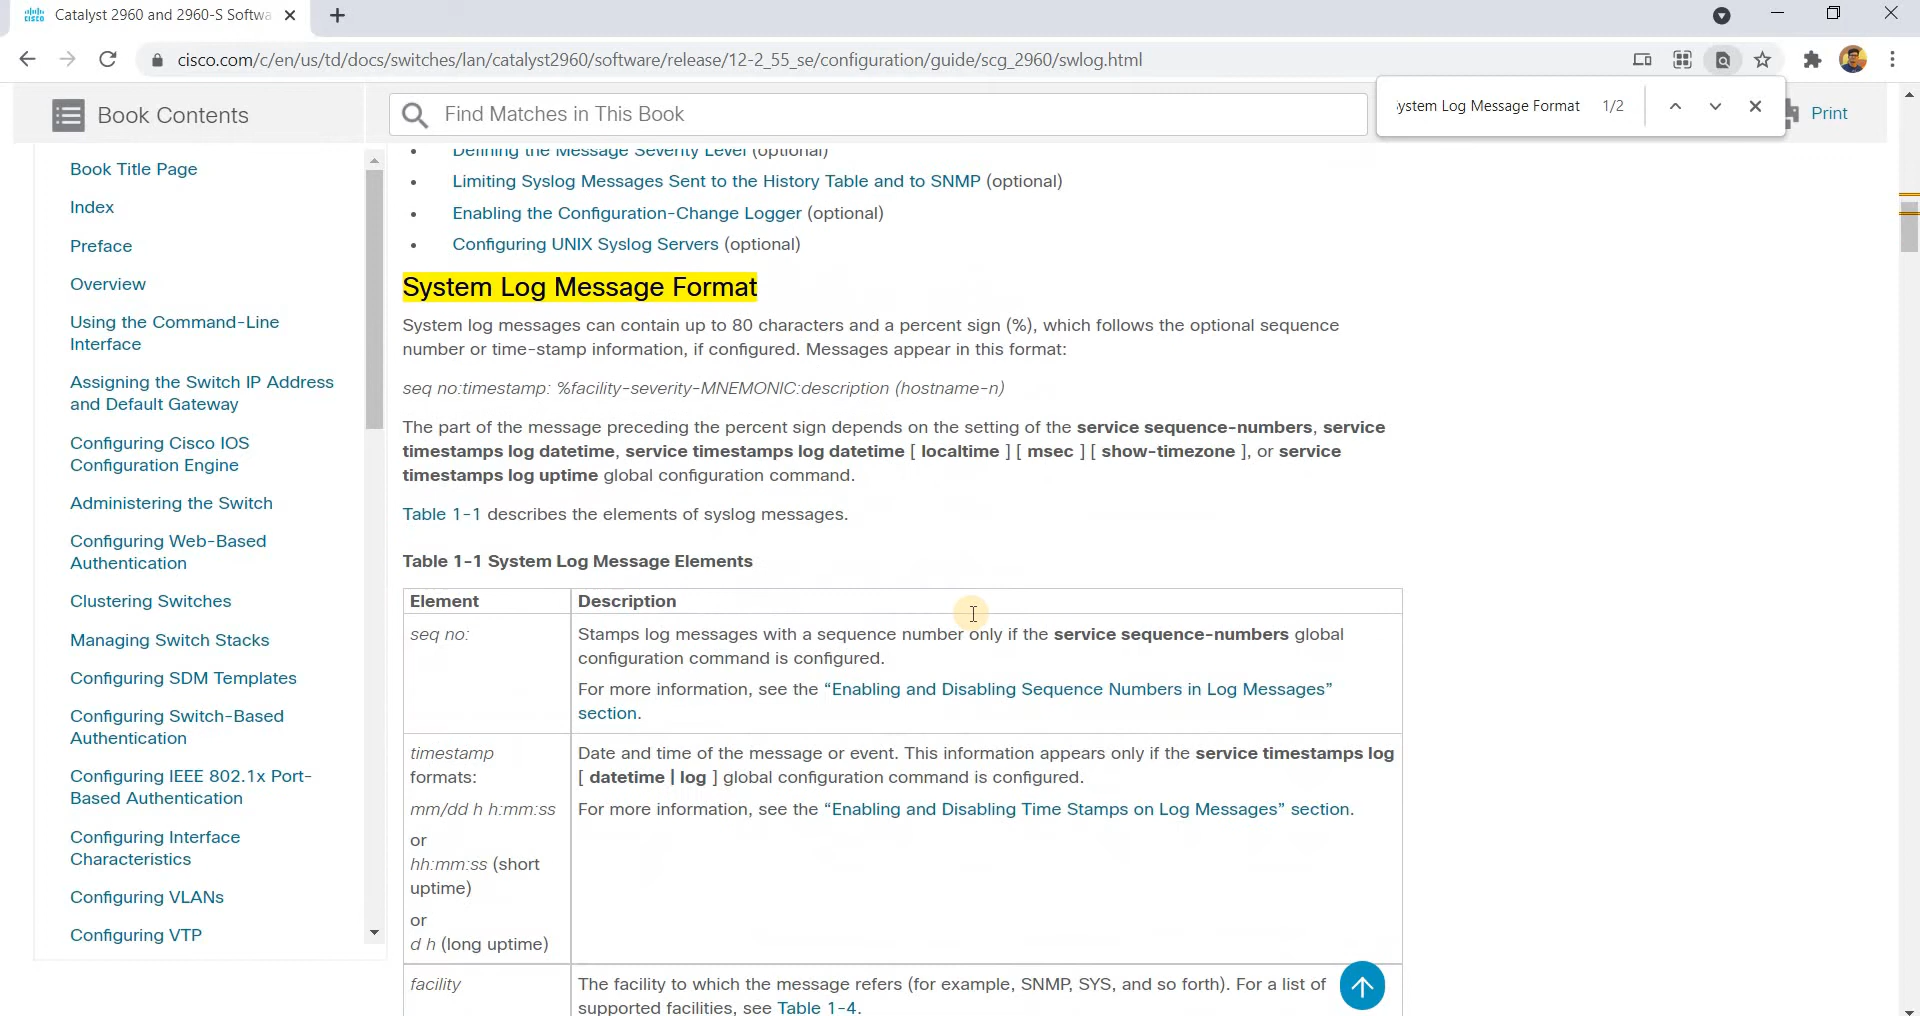 Catalyst 2960 and 2960-S Softwa
cisco.com/c/en/us/td/docs/switches/lan/catalyst2960/software/release/12-2_55_se/configuration/guide/scg_2960/swlog.html
ystem Log Message Format 1/2
Book Contents
Find Matches in This Book
Print
Book Title Page
Index
Preface
Overview
Using the Command-Line
Interface
Assigning the Switch IP Address
and Default Gateway
Configuring Cisco IOS
Configuration Engine
Administering the Switch
Configuring Web-Based
Authentication
Clustering Switches
Managing Switch Stacks
Configuring SDM Templates
Configuring Switch-Based
Authentication
Configuring IEEE 802.1x Port-
Based Authentication
Configuring Interface
Characteristics
Configuring VLANs
Configuring VTP
• Defining the Message Severity Level (optional)
• Limiting Syslog Messages Sent to the History Table and to SNMP (optional)
• Enabling the Configuration-Change Logger (optional)
• Configuring UNIX Syslog Servers (optional)
System Log Message Format
System log messages can contain up to 80 characters and a percent sign (%), which follows the optional sequence
number or time-stamp information, if configured. Messages appear in this format:
seq no:timestamp: %facility-severity-MNEMONIC:description (hostname-n)
The part of the message preceding the percent sign depends on the setting of the service sequence-numbers, service
timestamps log datetime, service timestamps log datetime [ localtime ] [ msec ] [ show-timezone ], or service
timestamps log uptime global configuration command.
Table 1-1 describes the elements of syslog messages.
Table 1-1 System Log Message Elements
Element Description
seq no: Stamps log messages with a sequence number only if the service sequence-numbers global
configuration command is configured.
For more information, see the “Enabling and Disabling Sequence Numbers in Log Messages”
section.
timestamp Date and time of the message or event. This information appears only if the service timestamps log
formats: [ datetime | log ] global configuration command is configured.
mm/dd h h:mm:ss For more information, see the “Enabling and Disabling Time Stamps on Log Messages” section.
or
hh:mm:ss (short
uptime)
or
d h (long uptime)
facility The facility to which the message refers (for example, SNMP, SYS, and so forth). For a list of
supported facilities, see Table 1-4.